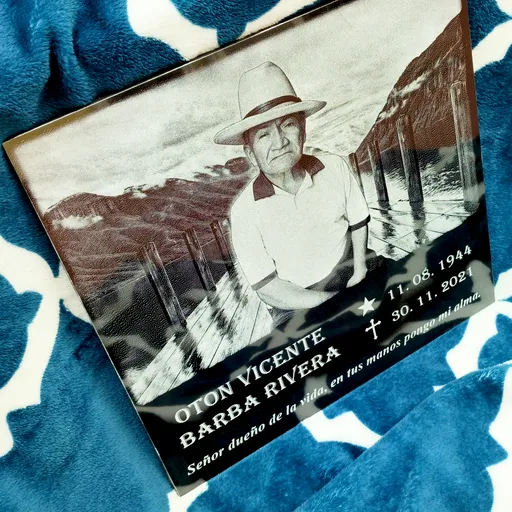 OTON VICENTE
BARBA RIVERA
★ 11. 08. 1944
✝ 30. 11. 2021
Señor dueño de la vida, en tus manos pongo mi alma.